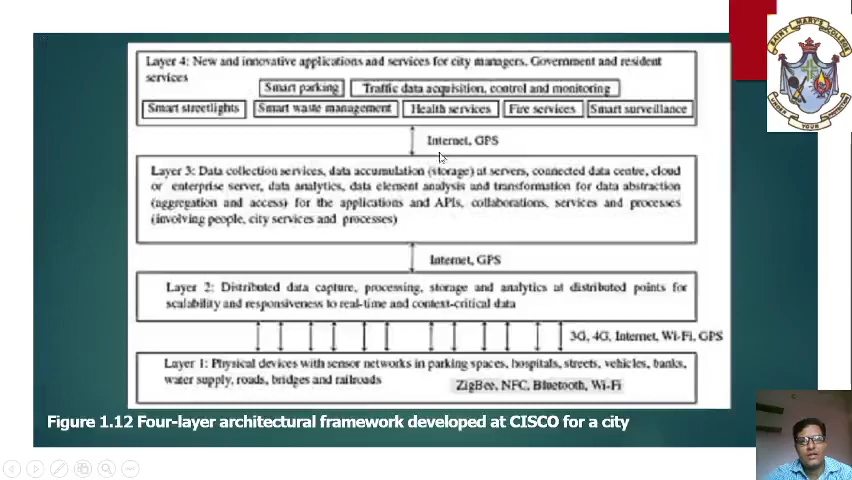 Layer 4: New and innovative applications and services for city managers. Government and resident
services
Smart parking
Traffic data acquisition, control and monitoring
Smart streetlights
Smart waste management
Health services
Fire services
Smart surveillance
Internet, GPS
Layer 3: Data collection services, data accumulation (storage) at servers, connected data centre, cloud
or enterprise server, data analytics, data element analysis and transformation for data abstraction
(aggregation and access) for the applications and APIs, collaborations, services and processes
(involving people, city services and processes)
Internet, GPS
Layer 2: Distributed data capture, processing, storage and analytics at distributed points for
scalability and responsiveness to real-time and context-critical data
3G, 4G, Internet, Wi-Fi, GPS
Layer 1: Physical devices with sensor networks in parking spaces, hospitals, streets, vehicles, banks,
water supply, roads, bridges and railroads
ZigBee, NFC, Bluetooth, Wi-Fi
Figure 1.12 Four-layer architectural framework developed at CISCO for a city
SAINT MARY'S COLLEGE